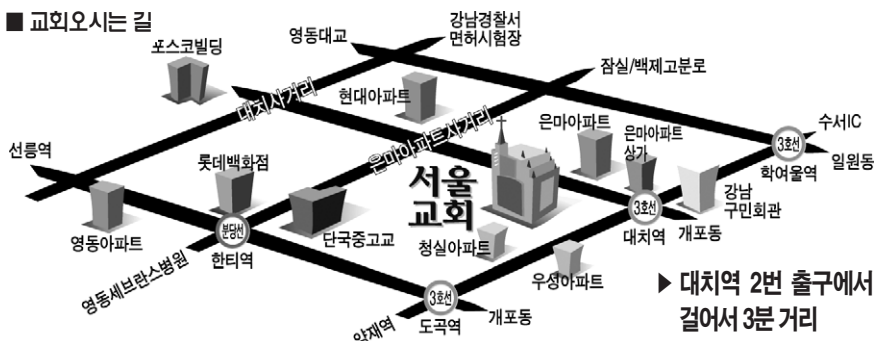 ■ 교회오시는 길
포스코빌딩
영동대교
강남경찰서
면허시험장
대치사거리
현대아파트
잠실/백제고분로
은마아파트사거리
은마아파트
은마아파트
상가
수서IC
3호선
일원동
학여울역
선릉역
롯데백화점
서울
교회
강남
구민회관
영동아파트
분당선
한티역
단국중고교
청실아파트
3호선
대치역
개포동
영동세브란스병원
우성아파트
3호선
도곡역
개포동
양재역
▶ 대치역 2번 출구에서
걸어서 3분 거리